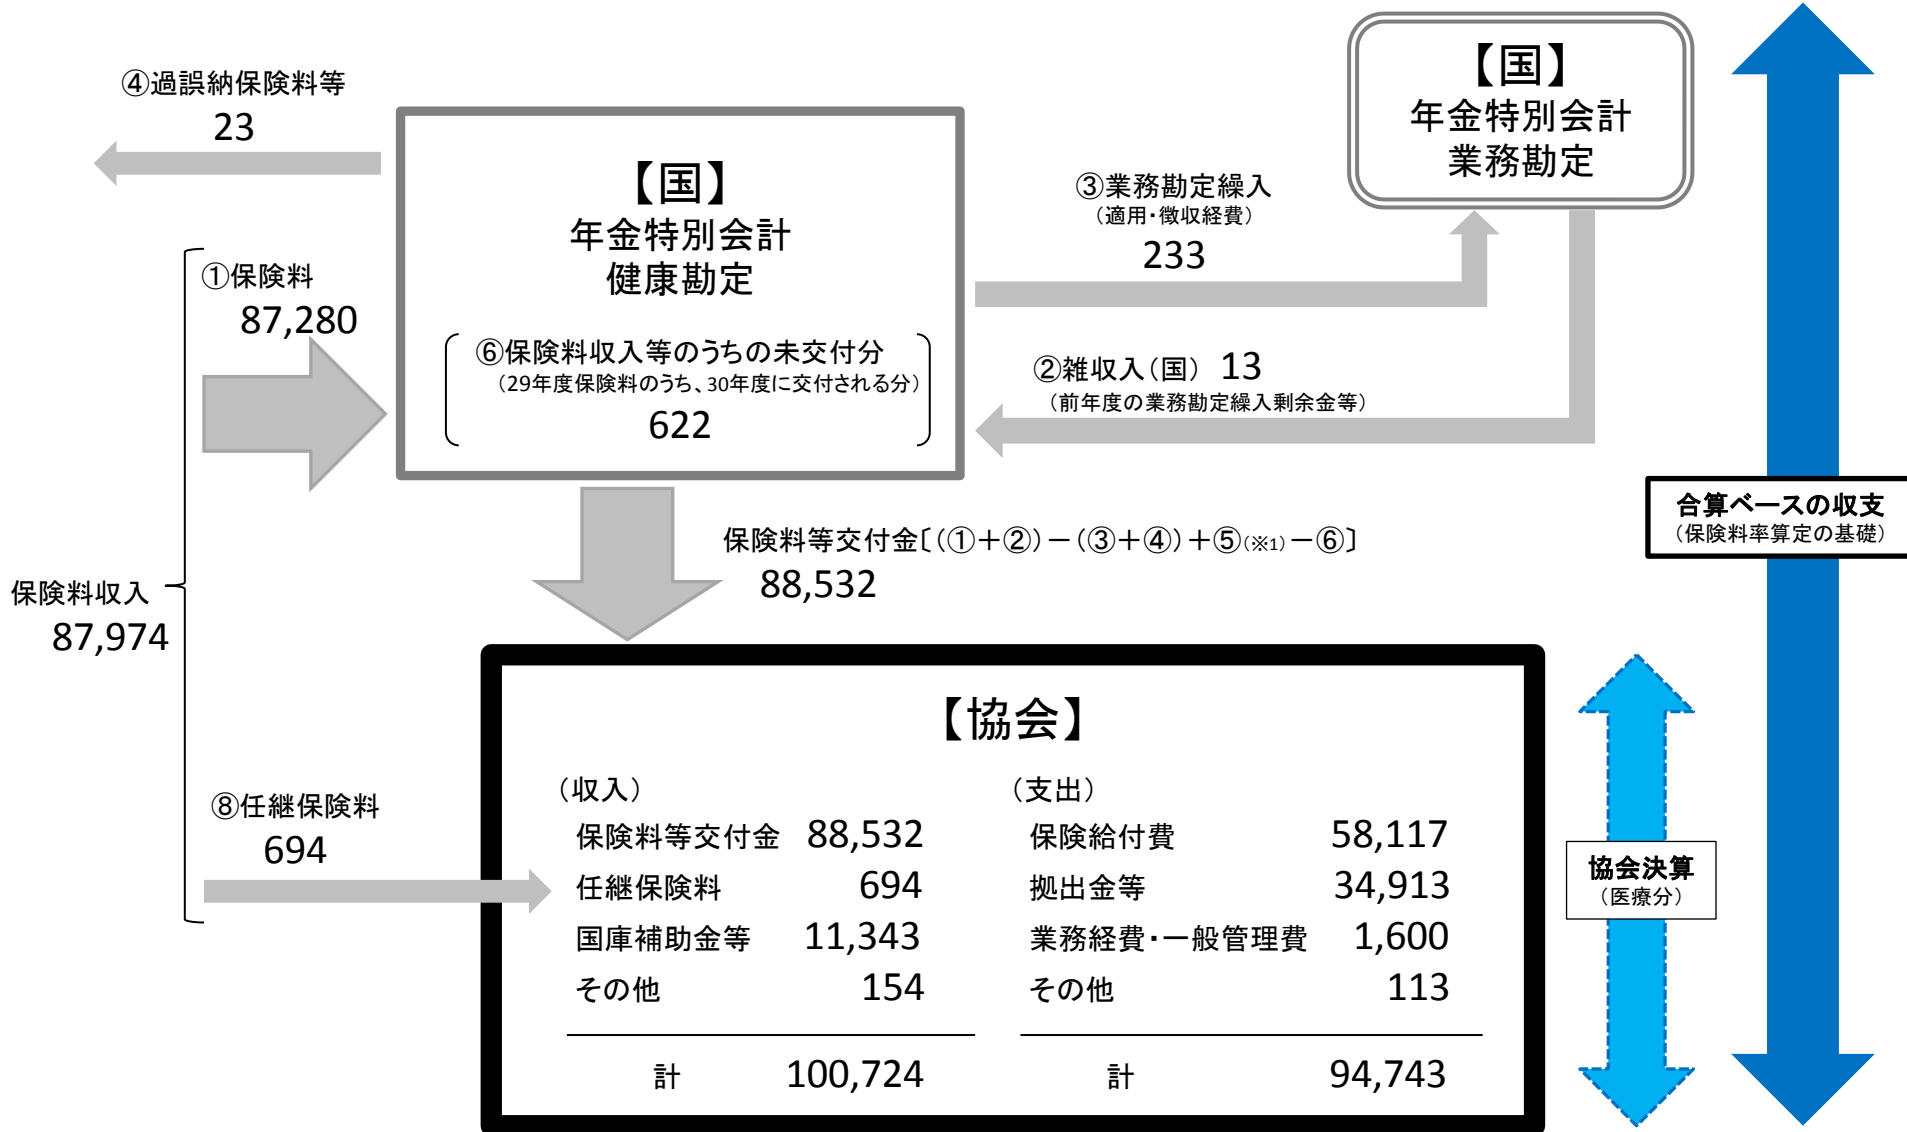 ④過誤納保険料等
23
【国】
年金特別会計
健康勘定
⑥保険料収入等のうちの未交付分
（29年度保険料のうち、30年度に交付される分）
622
【国】
年金特別会計
業務勘定
③業務勘定繰入
（適用・徴収経費）
233
②雑収入（国） 13
（前年度の業務勘定繰入剰余金等）
①保険料
87,280
保険料収入
87,974
保険料等交付金〔（①＋②）－（③＋④）＋⑤（※1）－⑥〕
88,532
合算ベースの収支
（保険料率算定の基礎）
⑧任継保険料
694
【協会】
（収入）
保険料等交付金 88,532
任継保険料 694
国庫補助金等 11,343
その他 154
計 100,724
（支出）
保険給付費 58,117
拠出金等 34,913
業務経費・一般管理費 1,600
その他 113
計 94,743
協会決算
（医療分）